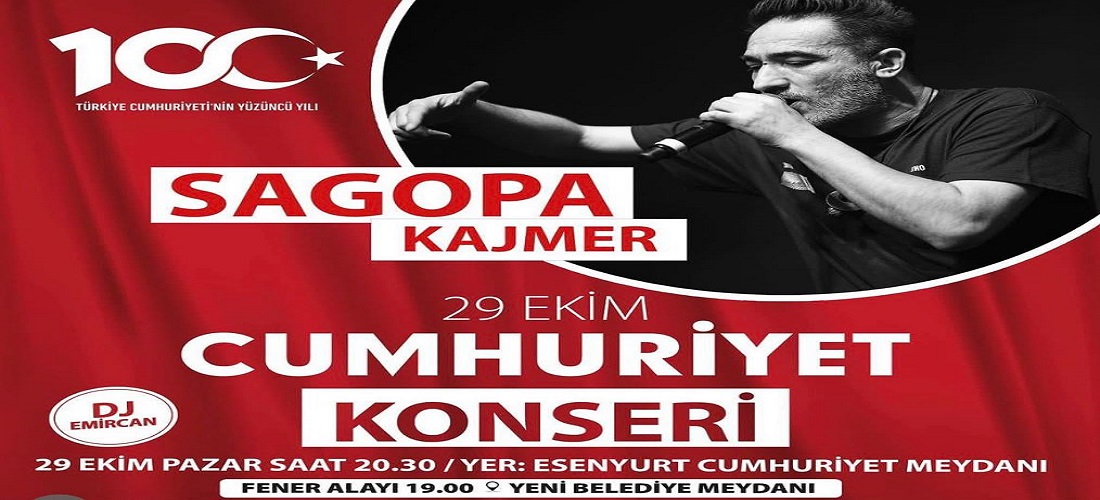 100
TÜRKİYE CUMHURİYETİ'NİN YÜZÜNCÜ YILI
SAGOPA
KAJMER
29 EKİM
CUMHURİYET
KONSERİ
DJ
EMİRCAN
29 EKİM PAZAR SAAT 20.30 / YER: ESENYURT CUMHURİYET MEYDANI
FENER ALAYI 19.00 YENİ BELEDİYE MEYDANI